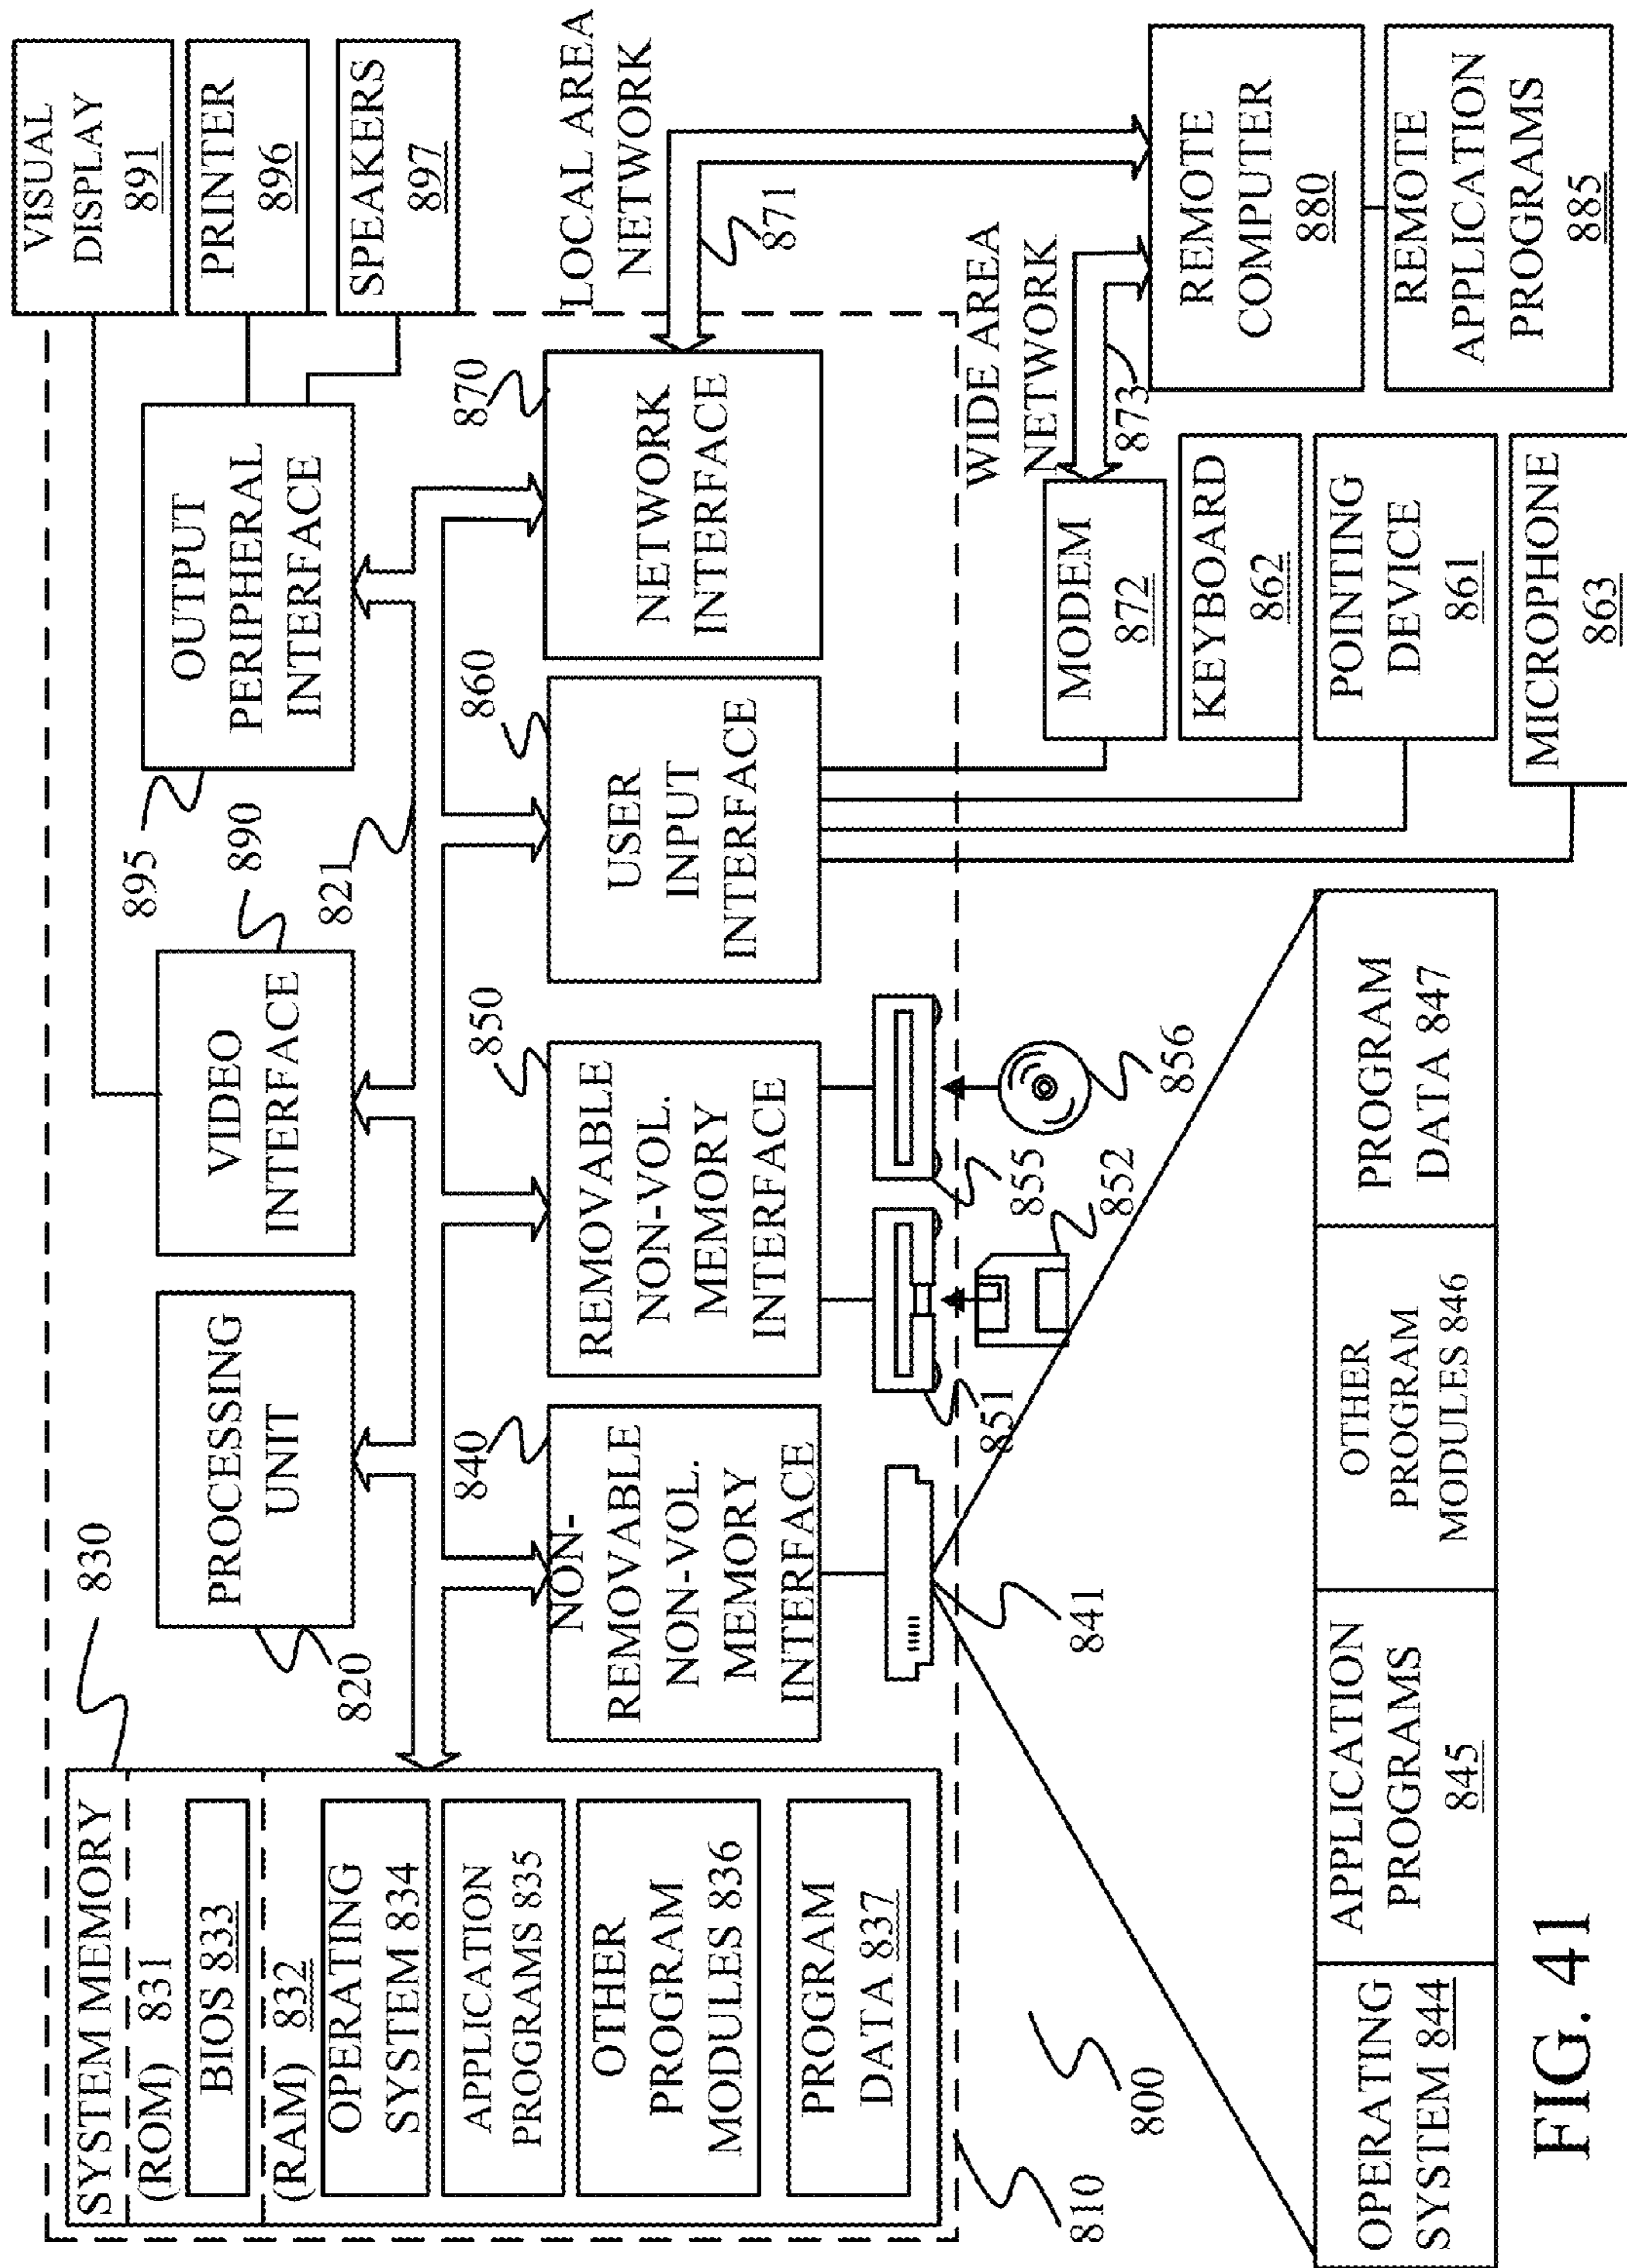 SYSTEM MEMORY
(ROM) 831
BIOS 833
(RAM) 832
OPERATING
SYSTEM 834
APPLICATION
PROGRAMS 835
OTHER
PROGRAM
MODULES 836
PROGRAM
DATA 837
830
820
PROCESSING
UNIT
VIDEO
INTERFACE
890
821
895
OUTPUT
PERIPHERAL
INTERFACE
VISUAL
DISPLAY
891
PRINTER
896
SPEAKERS
897
840
NON-
REMOVABLE
NON-VOL.
MEMORY
INTERFACE
850
REMOVABLE
NON-VOL.
MEMORY
INTERFACE
860
USER
INPUT
INTERFACE
870
NETWORK
INTERFACE
LOCAL AREA
NETWORK
871
810
800
841
851
852
855
856
WIDE AREA
NETWORK
873
MODEM
872
KEYBOARD
862
POINTING
DEVICE
861
MICROPHONE
863
REMOTE
COMPUTER
880
REMOTE
APPLICATION
PROGRAMS
885
OPERATING
SYSTEM 844
APPLICATION
PROGRAMS
845
OTHER
PROGRAM
MODULES 846
PROGRAM
DATA 847
FIG. 41